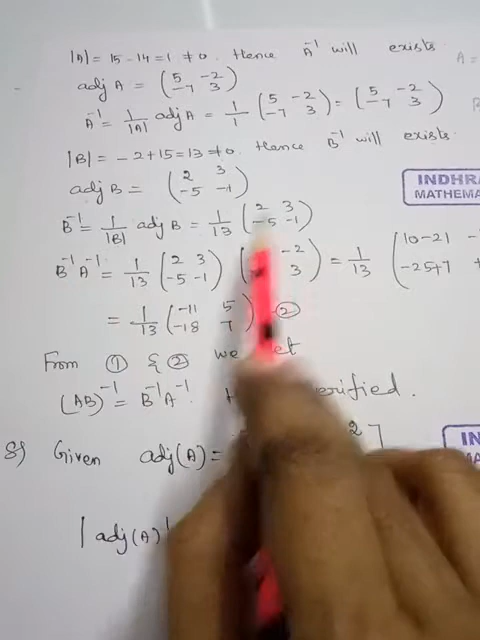 |A| = 15 - 14 = 1 ≠ 0. Hence A⁻¹ will exists. A =
adj A = (5 -2 / -7 3)
A⁻¹ = 1/|A| adj A = 1/1 (5 -2 / -7 3) = (5 -2 / -7 3)
|B| = -2 + 15 = 13 ≠ 0. Hence B⁻¹ will exists.
adj B = (2 3 / -5 -1)
INDHR
MATHEMA
B⁻¹ = 1/|B| adj B = 1/13 (2 3 / -5 -1)
B⁻¹ A⁻¹ = 1/13 (2 3 / -5 -1) ( -2 / 3) = 1/13 (10-21 - / -25+7 +
= 1/13 (-11 5 / -18 7) ②
From ① & ② we
(AB)⁻¹ = B⁻¹ A⁻¹. verified.
8) Given adj(A) = 2
|adj(A)|
IN
MA